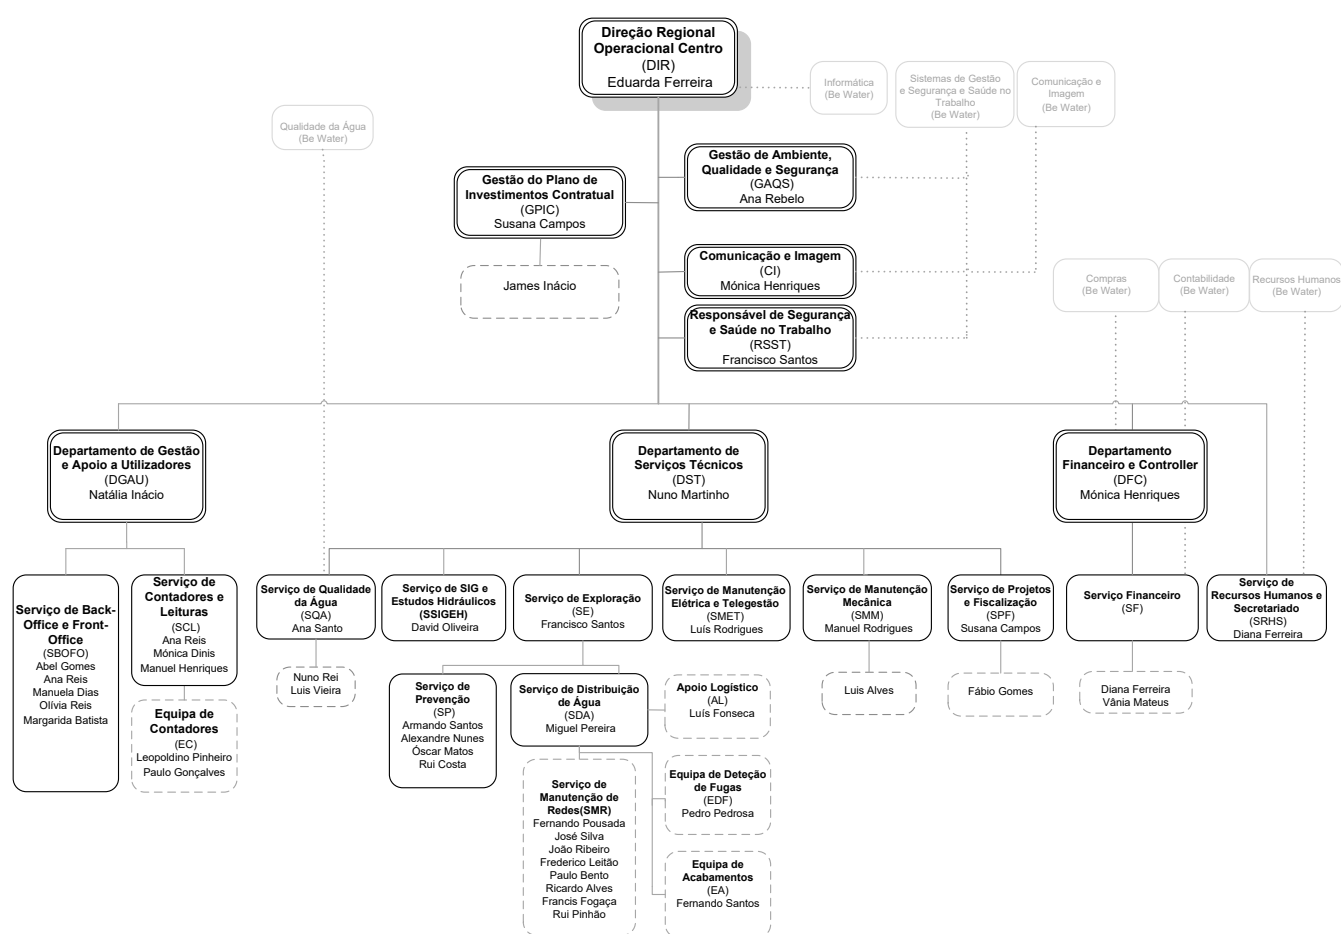 Direção Regional
Operacional Centro
(DIR)
Eduarda Ferreira
Informática
(Be Water)
Sistemas de Gestão
e Segurança e Saúde no
Trabalho
(Be Water)
Comunicação e
Imagem
(Be Water)
Qualidade da Água
(Be Water)
Gestão de Ambiente,
Qualidade e Segurança
(GAQS)
Ana Rebelo
Gestão do Plano de
Investimentos Contratual
(GPIC)
Susana Campos
James Inácio
Comunicação e Imagem
(CI)
Mónica Henriques
Responsável de Segurança
e Saúde no Trabalho
(RSST)
Francisco Santos
Compras
(Be Water)
Contabilidade
(Be Water)
Recursos Humanos
(Be Water)
Departamento de Gestão
e Apoio a Utilizadores
(DGAU)
Natália Inácio
Departamento de
Serviços Técnicos
(DST)
Nuno Martinho
Departamento
Financeiro e Controller
(DFC)
Mónica Henriques
Serviço de Back-
Office e Front-
Office
(SBOFO)
Abel Gomes
Ana Reis
Manuela Dias
Olívia Reis
Margarida Batista
Serviço de
Contadores e
Leituras
(SCL)
Ana Reis
Mónica Dinis
Manuel Henriques
Equipa de
Contadores
(EC)
Leopoldino Pinheiro
Paulo Gonçalves
Serviço de Qualidade
da Água
(SQA)
Ana Santo
Nuno Rei
Luis Vieira
Serviço de SIG e
Estudos Hidráulicos
(SSIGEH)
David Oliveira
Serviço de Exploração
(SE)
Francisco Santos
Serviço de Manutenção
Elétrica e Telegestão
(SMET)
Luís Rodrigues
Serviço de Manutenção
Mecânica
(SMM)
Manuel Rodrigues
Luis Alves
Serviço de Projetos
e Fiscalização
(SPF)
Susana Campos
Fábio Gomes
Serviço Financeiro
(SF)
Diana Ferreira
Vânia Mateus
Serviço de
Recursos Humanos e
Secretariado
(SRHS)
Diana Ferreira
Serviço de
Prevenção
(SP)
Armando Santos
Alexandre Nunes
Óscar Matos
Rui Costa
Serviço de Distribuição
de Água
(SDA)
Miguel Pereira
Apoio Logístico
(AL)
Luís Fonseca
Serviço de
Manutenção de
Redes(SMR)
Fernando Pousada
José Silva
João Ribeiro
Frederico Leitão
Paulo Bento
Ricardo Alves
Francis Fogaça
Rui Pinhão
Equipa de Deteção
de Fugas
(EDF)
Pedro Pedrosa
Equipa de
Acabamentos
(EA)
Fernando Santos